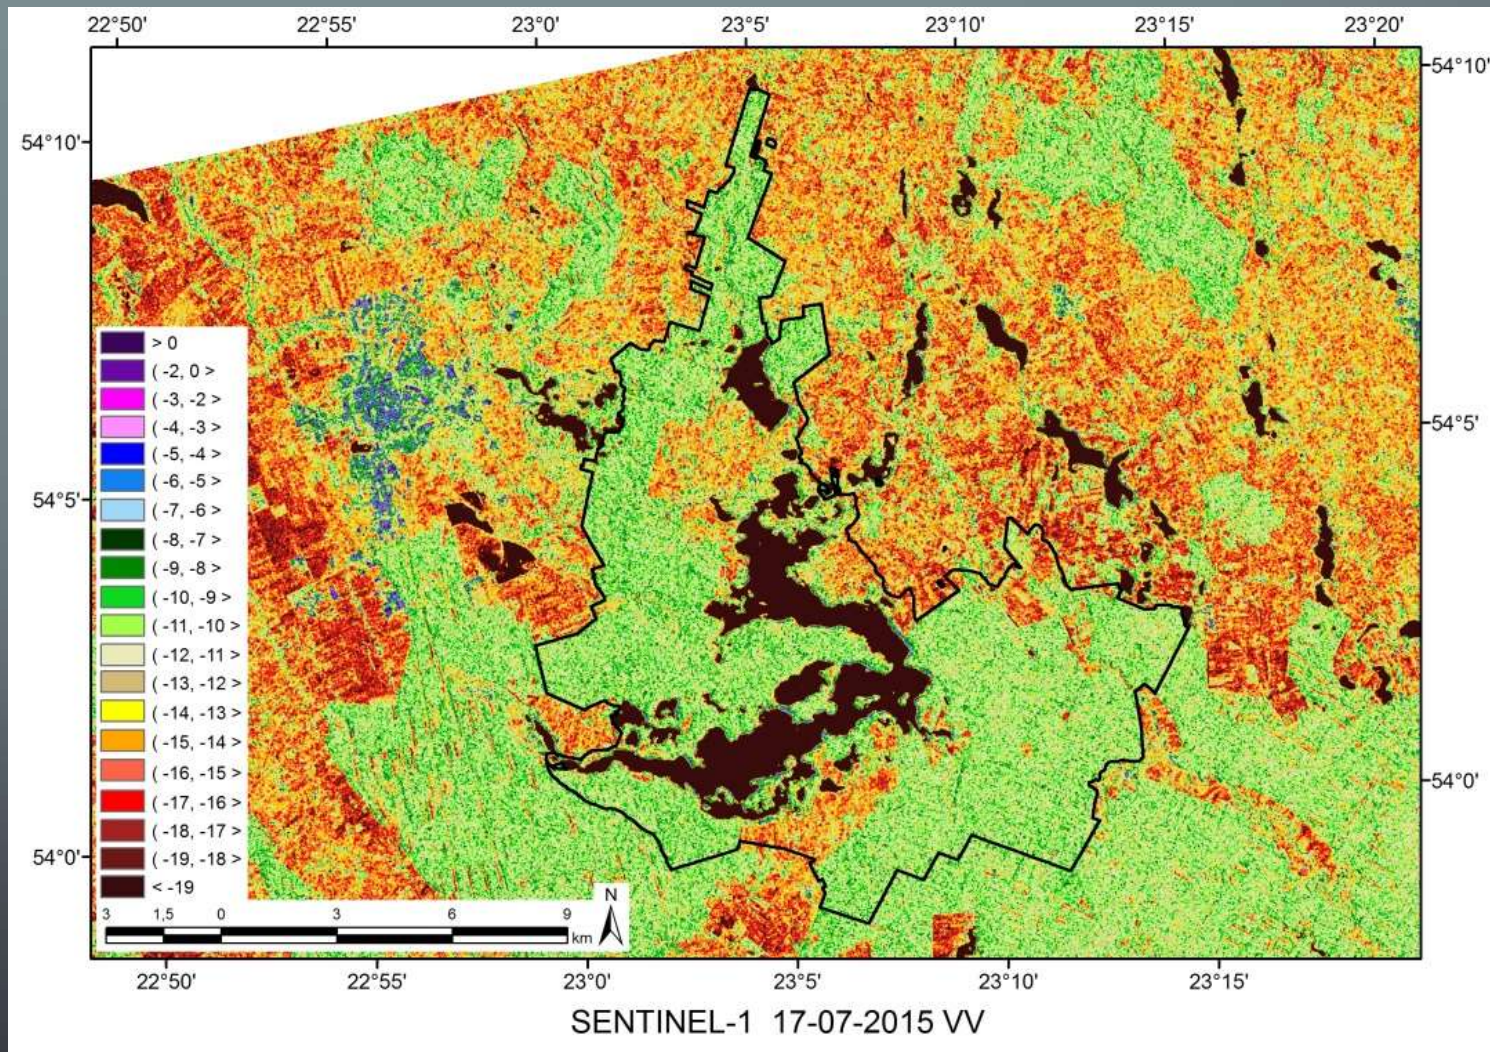 22°50' 22°55' 23°0' 23°5' 23°10' 23°15' 23°20'
54°10'
54°10'
54°5'
54°5'
54°0'
54°0'
> 0
( -2, 0 >
( -3, -2 >
( -4, -3 >
( -5, -4 >
( -6, -5 >
( -7, -6 >
( -8, -7 >
( -9, -8 >
( -10, -9 >
( -11, -10 >
( -12, -11 >
( -13, -12 >
( -14, -13 >
( -15, -14 >
( -16, -15 >
( -17, -16 >
( -18, -17 >
( -19, -18 >
< -19
N
3 1,5 0 3 6 9
km
22°50' 22°55' 23°0' 23°5' 23°10' 23°15'
SENTINEL-1 17-07-2015 VV